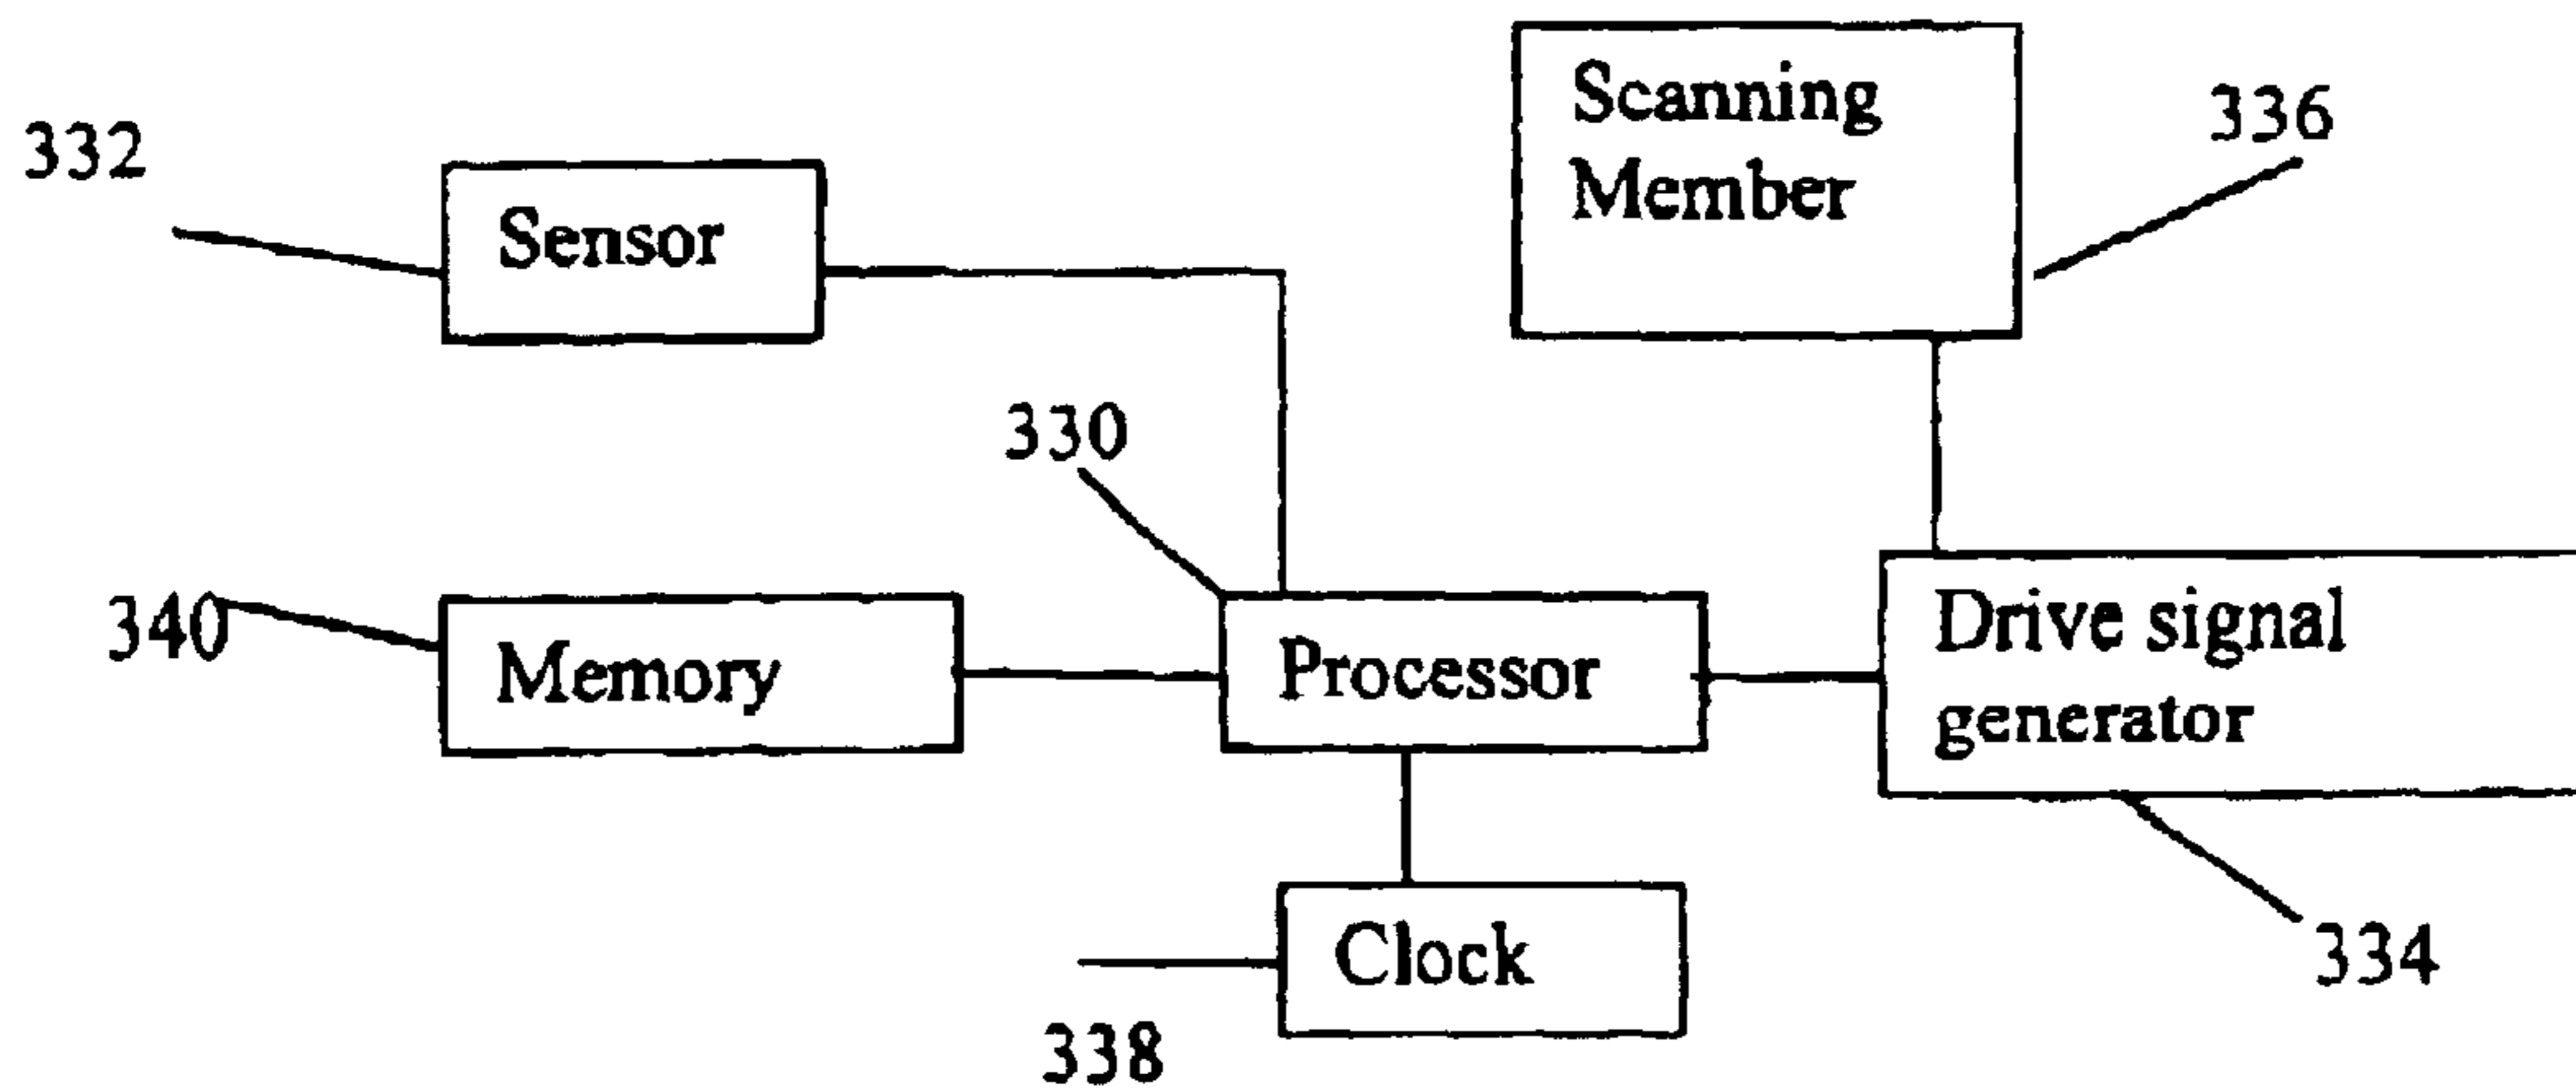 Scanning
Member
336
332
Sensor
330
340
Memory
Processor
Drive signal
generator
Clock
334
338